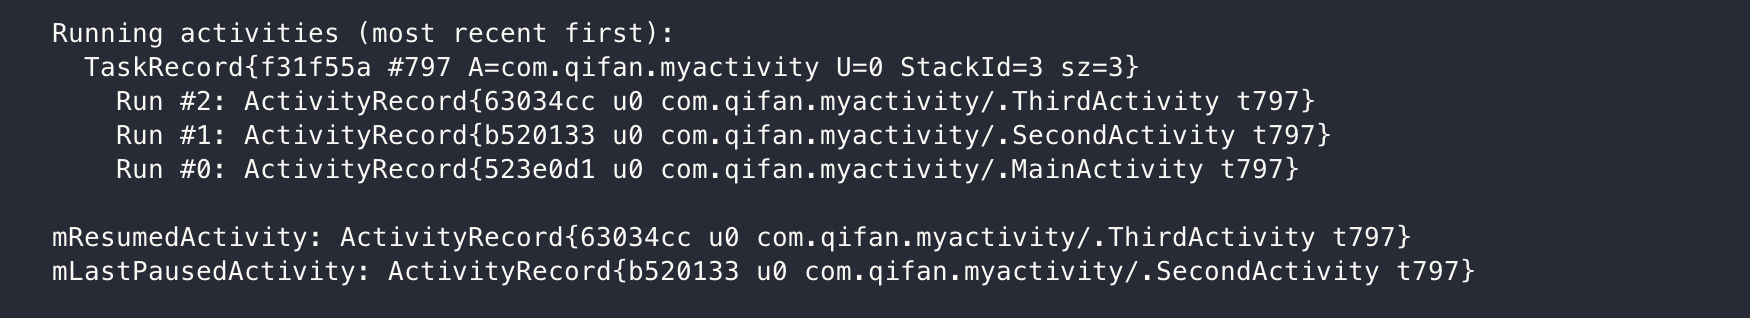 Running activities (most recent first):
TaskRecord{f31f55a #797 A=com.qifan.myactivity U=0 StackId=3 sz=3}
Run #2: ActivityRecord{63034cc u0 com.qifan.myactivity/.ThirdActivity t797}
Run #1: ActivityRecord{b520133 u0 com.qifan.myactivity/.SecondActivity t797}
Run #0: ActivityRecord{523e0d1 u0 com.qifan.myactivity/.MainActivity t797}
mResumedActivity: ActivityRecord{63034cc u0 com.qifan.myactivity/.ThirdActivity t797}
mLastPausedActivity: ActivityRecord{b520133 u0 com.qifan.myactivity/.SecondActivity t797}